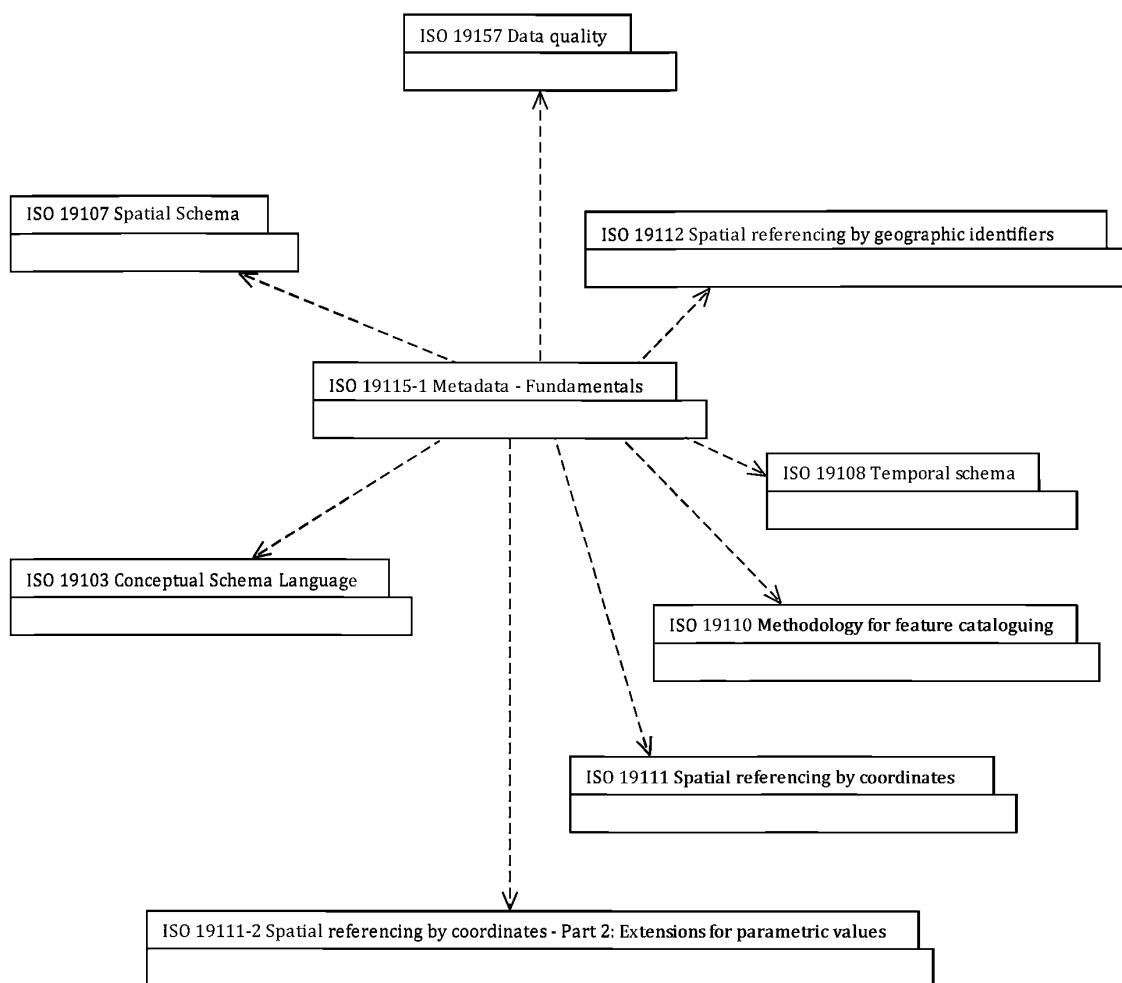 ISO 19157 Data quality
ISO 19107 Spatial Schema
ISO 19112 Spatial referencing by geographic identifiers
ISO 19115-1 Metadata - Fundamentals
ISO 19108 Temporal schema
ISO 19103 Conceptual Schema Language
ISO 19110 Methodology for feature cataloguing
ISO 19111 Spatial referencing by coordinates
ISO 19111-2 Spatial referencing by coordinates - Part 2: Extensions for parametric values